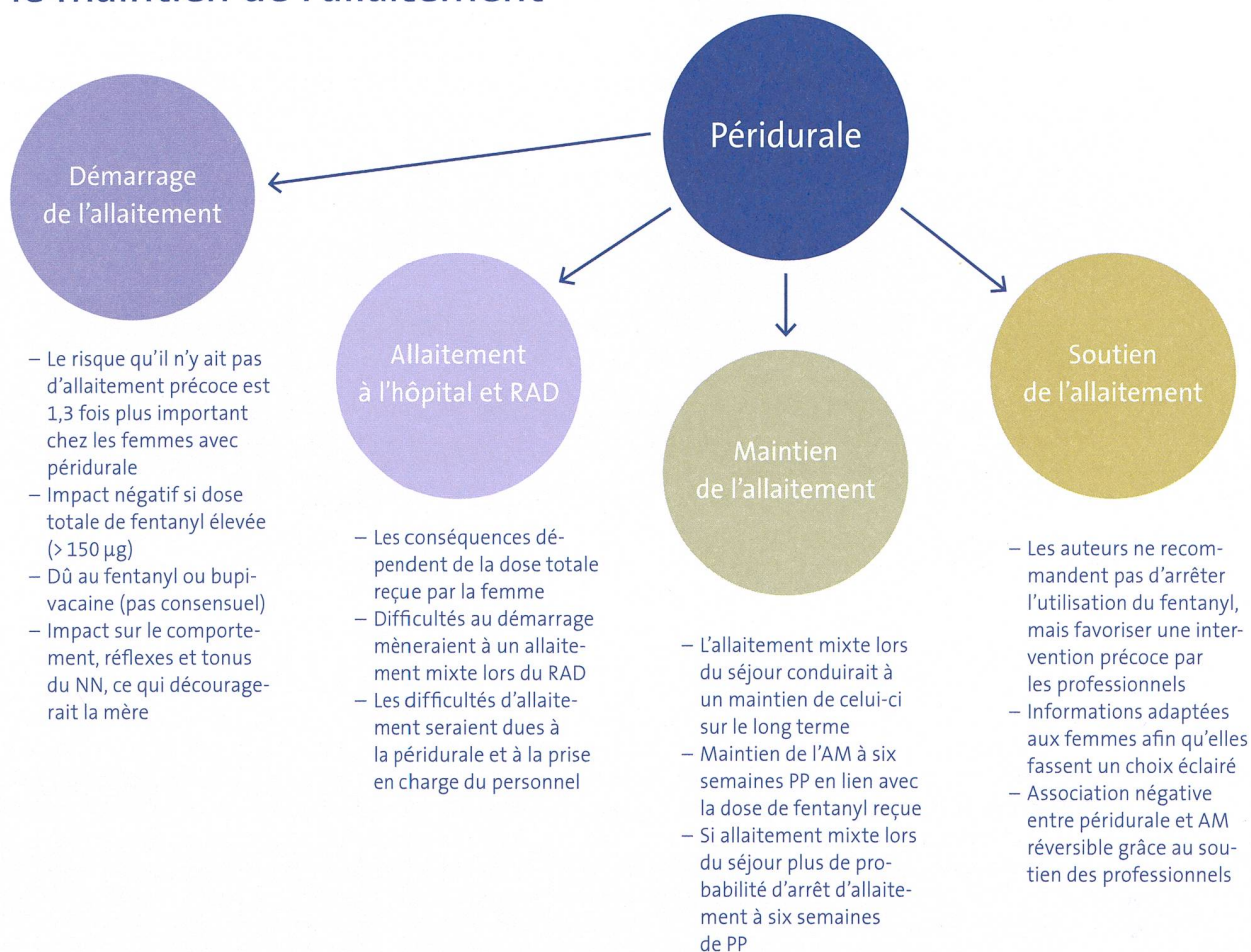 le maintien de l'allaitement
Péridurale
Démarrage
de l'allaitement
– Le risque qu'il n'y ait pas
d'allaitement précoce est
1,3 fois plus important
chez les femmes avec
péridurale
– Impact négatif si dose
totale de fentanyl élevée
(> 150 µg)
– Dû au fentanyl ou bupi-
vacaine (pas consensuel)
– Impact sur le comporte-
ment, réflexes et tonus
du NN, ce qui décourage-
rait la mère
Allaitement
à l'hôpital et RAD
– Les conséquences dé-
pendent de la dose totale
reçue par la femme
– Difficultés au démarrage
mèneraient à un allaite-
ment mixte lors du RAD
– Les difficultés d'allaite-
ment seraient dues à
la péridurale et à la prise
en charge du personnel
Maintien
de l'allaitement
– L'allaitement mixte lors
du séjour conduirait à
un maintien de celui-ci
sur le long terme
– Maintien de l'AM à six
semaines PP en lien avec
la dose de fentanyl reçue
– Si allaitement mixte lors
du séjour plus de pro-
babilité d'arrêt d'allaite-
ment à six semaines
de PP
Soutien
de l'allaitement
– Les auteurs ne recom-
mandent pas d'arrêter
l'utilisation du fentanyl,
mais favoriser une inter-
vention précoce par
les professionnels
– Informations adaptées
aux femmes afin qu'elles
fassent un choix éclairé
– Association négative
entre péridurale et AM
réversible grâce au sou-
tien des professionnels